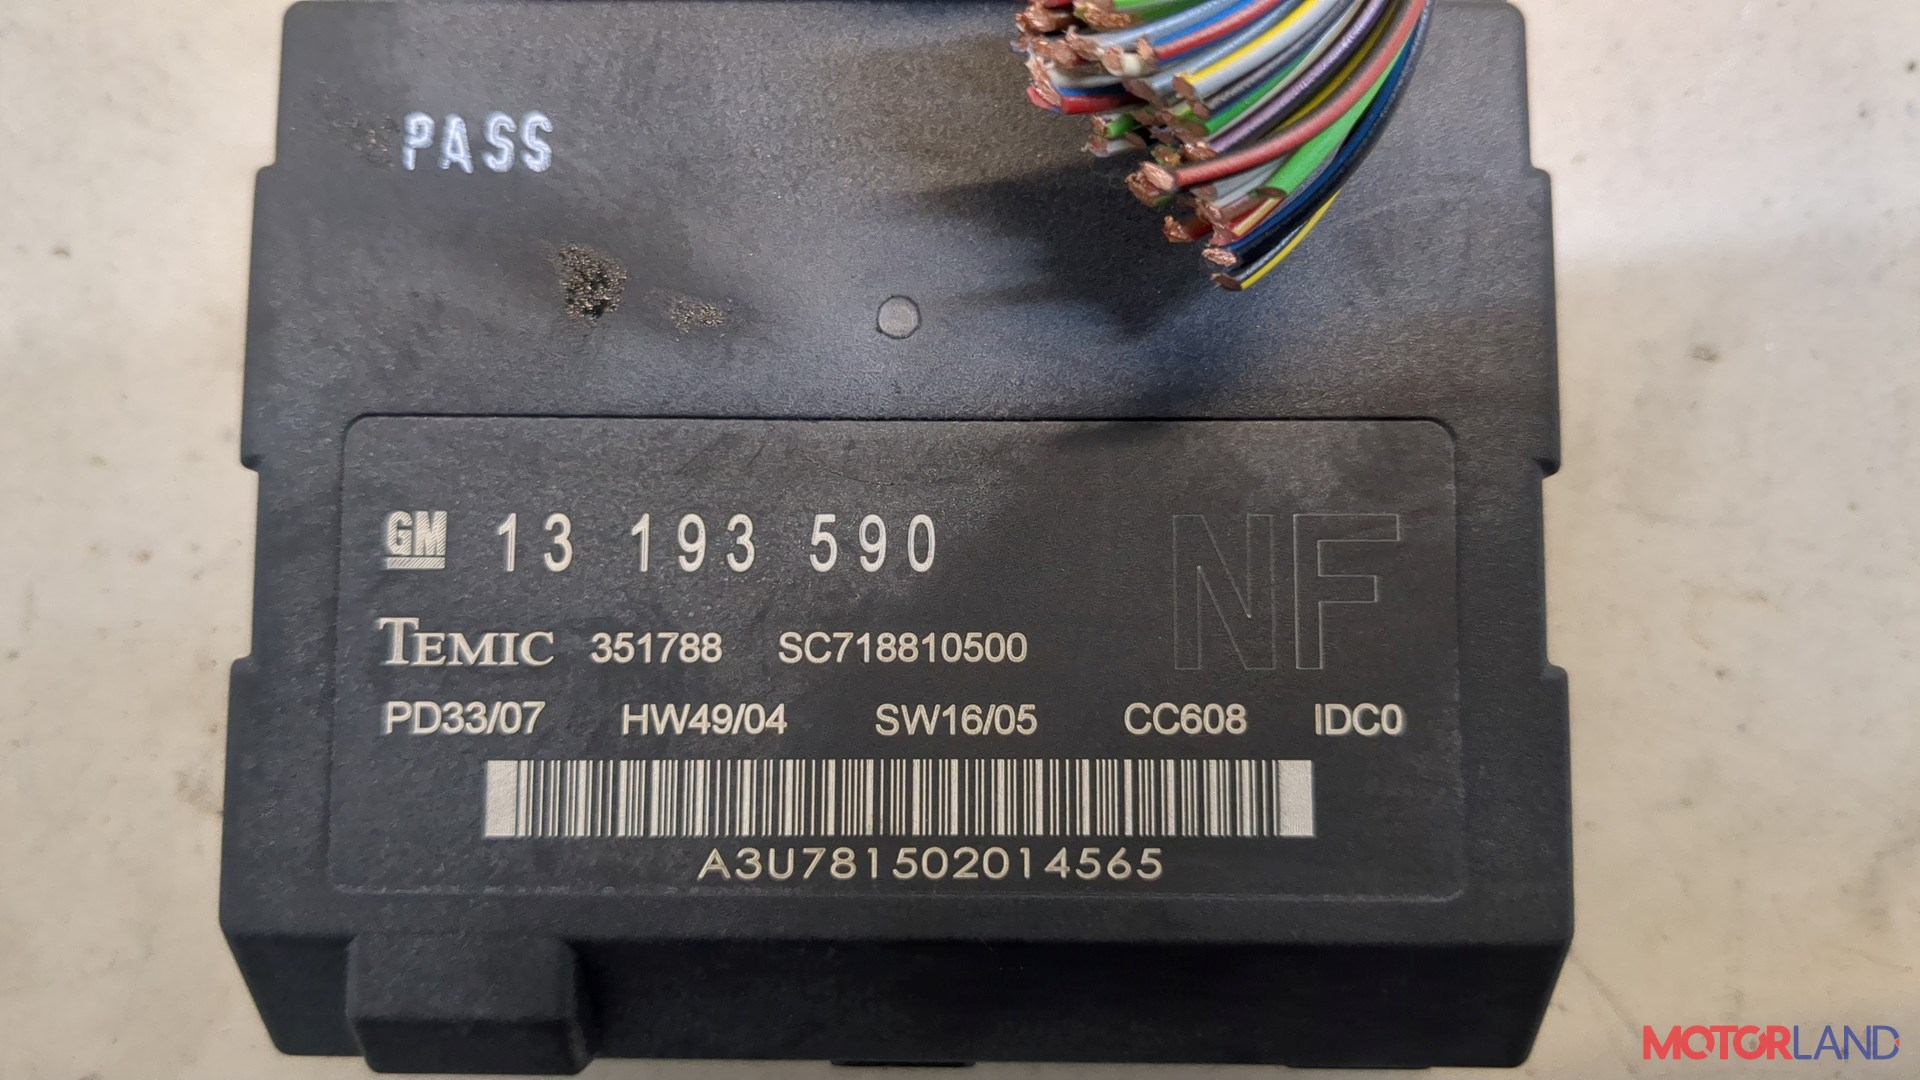 PASS
GM 13 193 590
NF
TEMIC 351788 SC718810500
PD33/07 HW49/04 SW16/05 CC608 IDC0
A3U781502014565
MOTORLAND